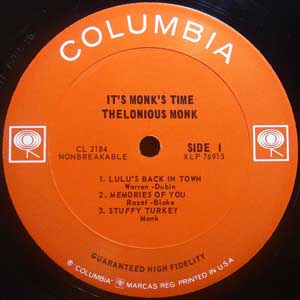 COLUMBIA
IT'S MONK'S TIME
THELONIOUS MONK
CL 2184
NONBREAKABLE
SIDE 1
XLP 76915
1. LULU'S BACK IN TOWN
Warren - Dubin
2. MEMORIES OF YOU
Razaf - Blake
3. STUFFY TURKEY
Monk
GUARANTEED HIGH FIDELITY
® "COLUMBIA" MARCAS REG. PRINTED IN U.S.A.